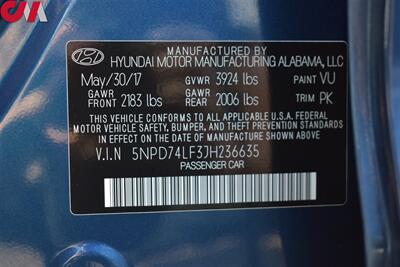 CMA
MANUFACTURED BY
HYUNDAI MOTOR MANUFACTURING ALABAMA, LLC
May/30/17 GVWR 3924 lbs PAINT VU
GAWR FRONT 2183 lbs GAWR REAR 2006 lbs TRIM PK
THIS VEHICLE CONFORMS TO ALL APPLICABLE U.S.A FEDERAL
MOTOR VEHICLE SAFETY, BUMPER, AND THEFT PREVENTION
STANDARDS IN EFFECT ON THE DATE OF MANUFACTURE SHOWN ABOVE.
V.I.N 5NPD74LF3JH236635
PASSENGER CAR